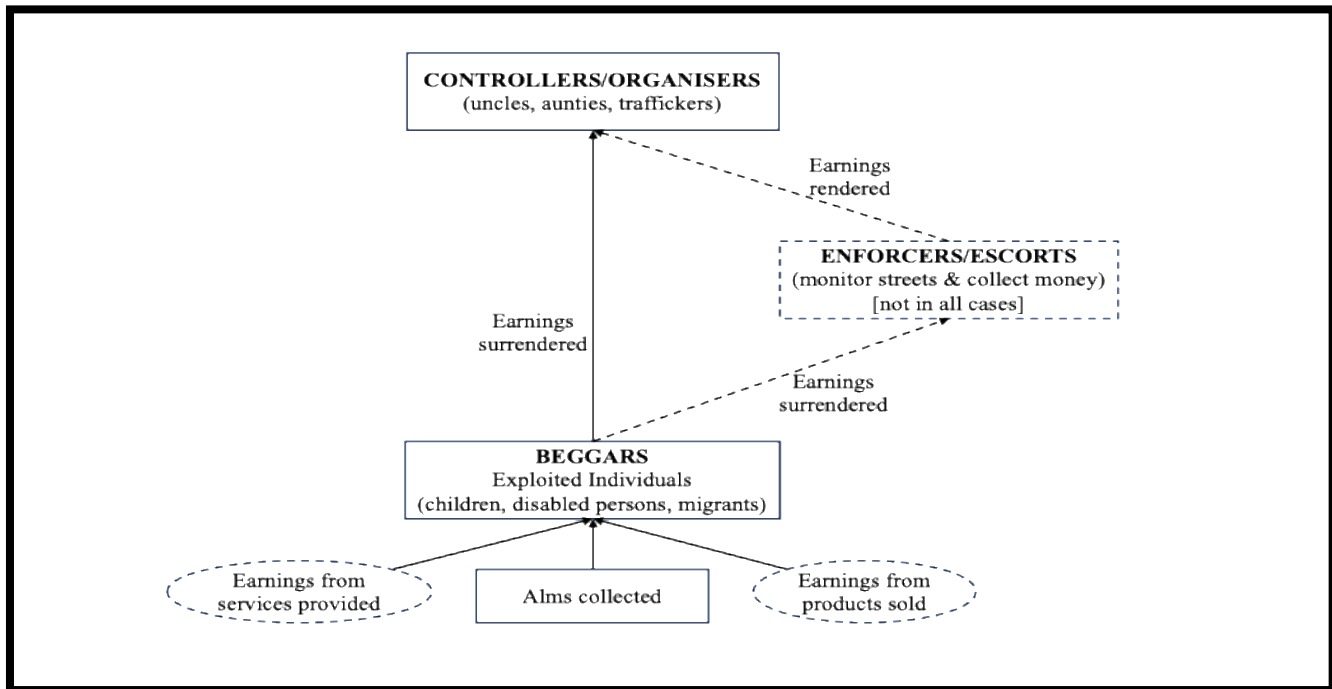 CONTROLLERS/ORGANISERS
(uncles, aunties, traffickers)
Earnings
rendered
ENFORCERS/ESCORTS
(monitor streets & collect money)
[not in all cases]
Earnings
surrendered
Earnings
surrendered
BEGGARS
Exploited Individuals
(children, disabled persons, migrants)
Earnings from
services provided
Alms collected
Earnings from
products sold